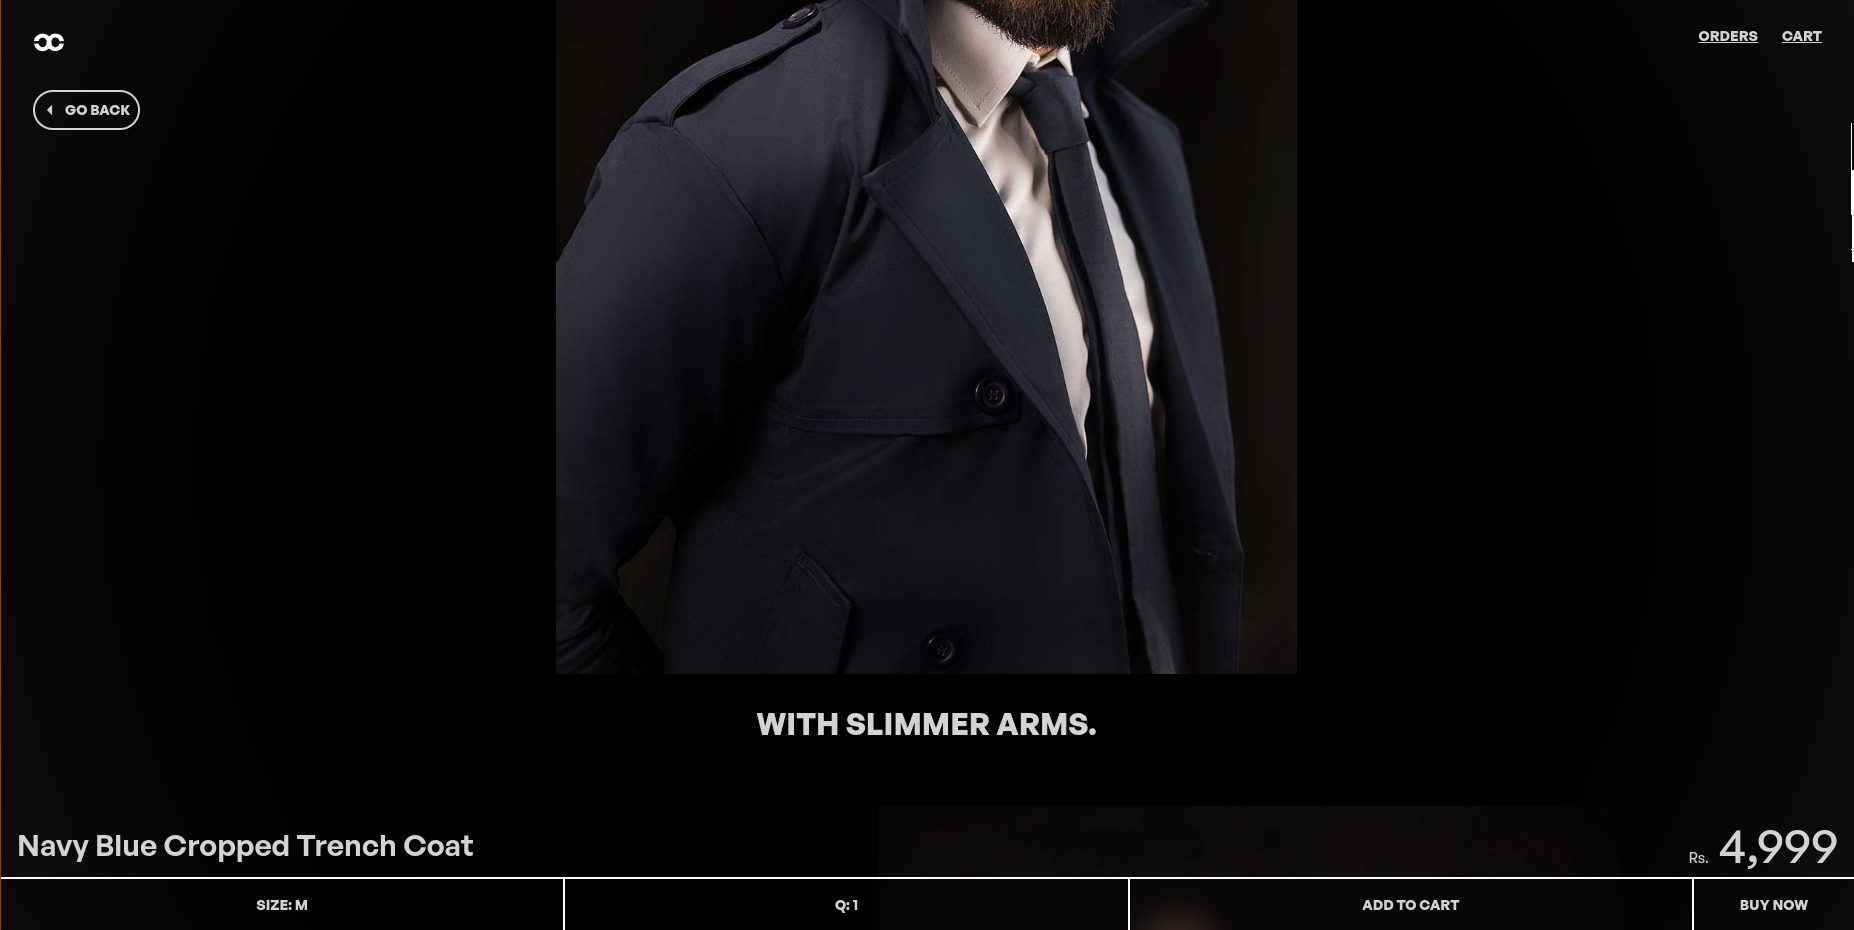 ORDERS CART
GO BACK
WITH SLIMMER ARMS.
Navy Blue Cropped Trench Coat
Rs. 4,999
SIZE: M
Q: 1
ADD TO CART
BUY NOW